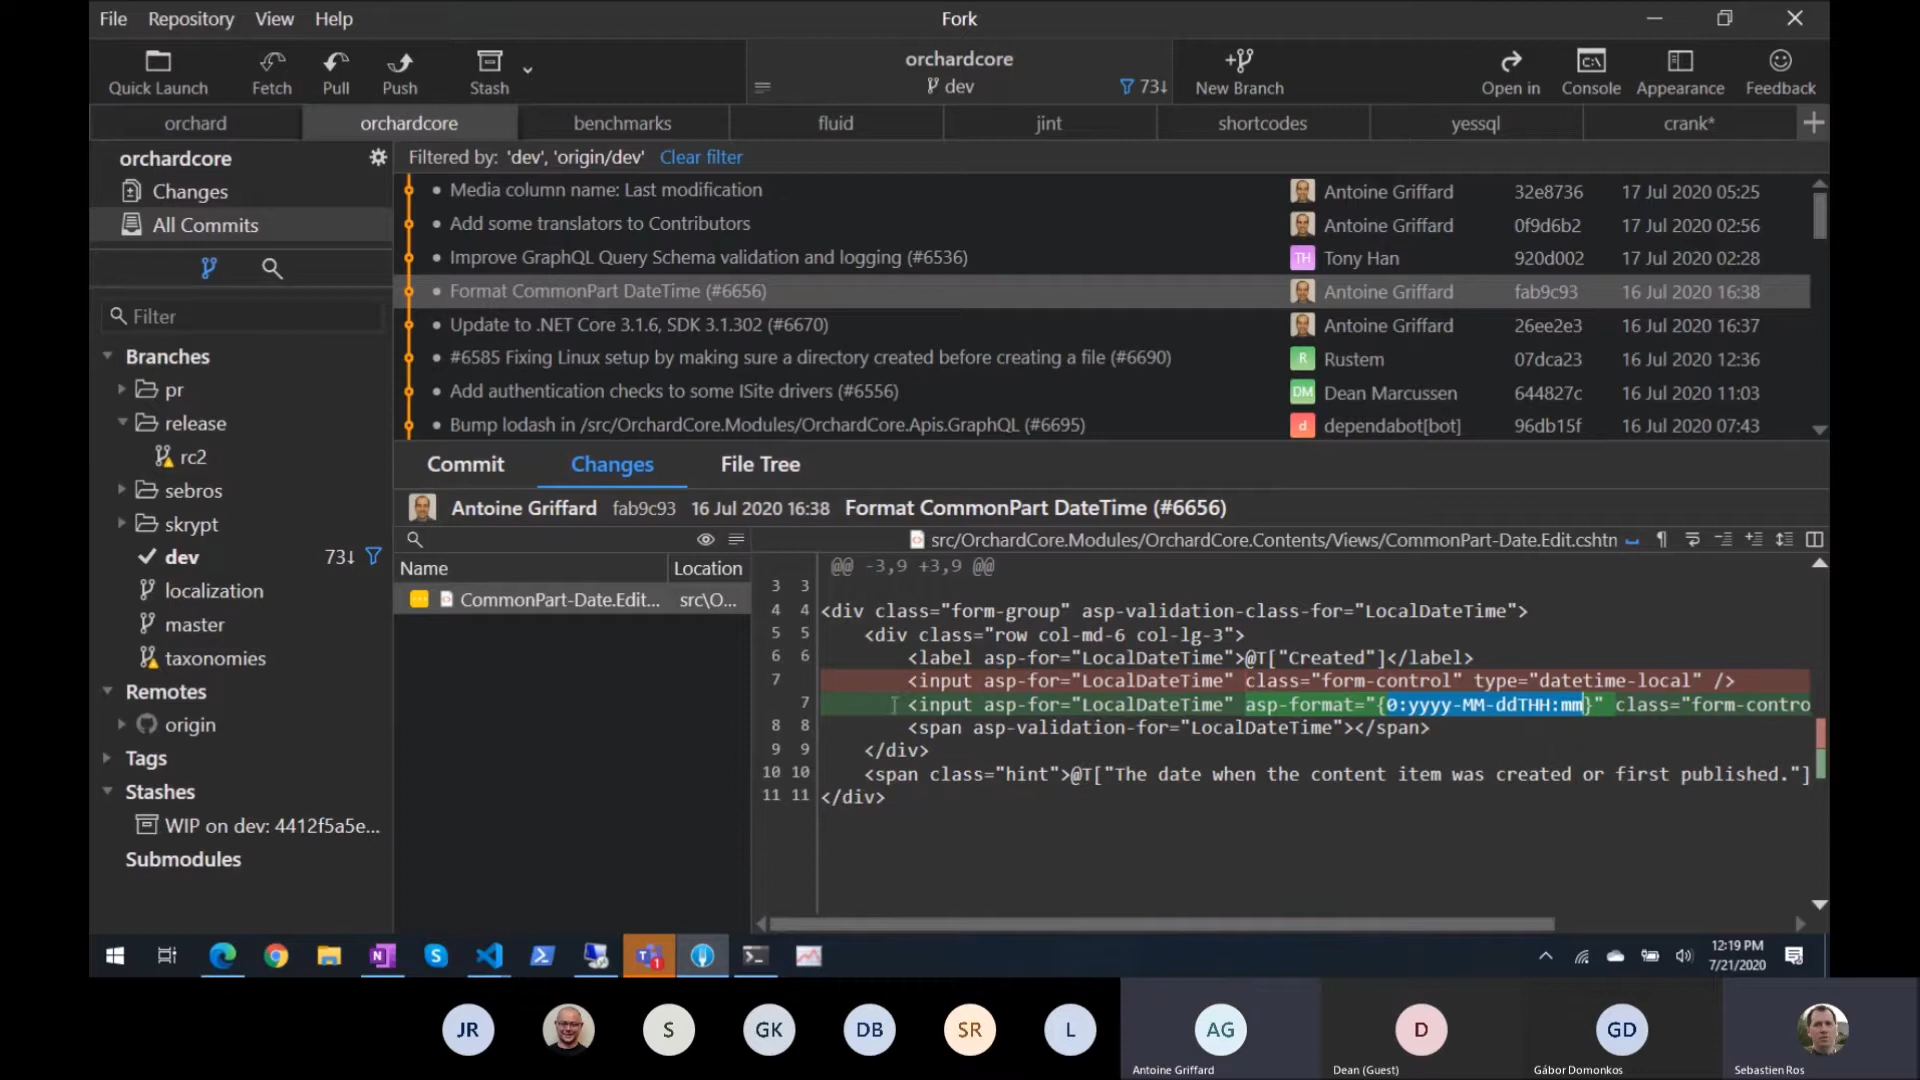 File Repository View Help
Fork
Quick Launch Fetch Pull Push Stash
orchardcore
dev
73↓
New Branch Open in Console Appearance Feedback
orchard orchardcore benchmarks fluid jint shortcodes yessql crank*
orchardcore
Changes
All Commits
Filter
Branches
pr
release
rc2
sebros
skrypt
dev 73↓
localization
master
taxonomies
Remotes
origin
Tags
Stashes
WIP on dev: 4412f5a5e...
Submodules
Filtered by: 'dev', 'origin/dev' Clear filter
Media column name: Last modification Antoine Griffard 32e8736 17 Jul 2020 05:25
Add some translators to Contributors Antoine Griffard 0f9d6b2 17 Jul 2020 02:56
Improve GraphQL Query Schema validation and logging (#6536) TH Tony Han 920d002 17 Jul 2020 02:28
Format CommonPart DateTime (#6656) Antoine Griffard fab9c93 16 Jul 2020 16:38
Update to .NET Core 3.1.6, SDK 3.1.302 (#6670) Antoine Griffard 26ee2e3 16 Jul 2020 16:37
#6585 Fixing Linux setup by making sure a directory created before creating a file (#6690) R Rustem 07dca23 16 Jul 2020 12:36
Add authentication checks to some ISite drivers (#6556) DM Dean Marcussen 644827c 16 Jul 2020 11:03
Bump lodash in /src/OrchardCore.Modules/OrchardCore.Apis.GraphQL (#6695) d dependabot[bot] 96db15f 16 Jul 2020 07:43
Commit Changes File Tree
Antoine Griffard fab9c93 16 Jul 2020 16:38 Format CommonPart DateTime (#6656)
src/OrchardCore.Modules/OrchardCore.Contents/Views/CommonPart-Date.Edit.cshtml
Name Location
CommonPart-Date.Edit... src\O...
@@ -3,9 +3,9 @@
3 3
4 4 <div class="form-group" asp-validation-class-for="LocalDateTime">
5 5 <div class="row col-md-6 col-lg-3">
6 6 <label asp-for="LocalDateTime">@T["Created"]</label>
7 <input asp-for="LocalDateTime" class="form-control" type="datetime-local" />
7 <input asp-for="LocalDateTime" asp-format="{0:yyyy-MM-ddTHH:mm}" class="form-contro
8 8 <span asp-validation-for="LocalDateTime"></span>
9 9 </div>
10 10 <span class="hint">@T["The date when the content item was created or first published."]
11 11 </div>
12:19 PM
7/21/2020
JR S GK DB SR L AG D GD
Antoine Griffard Dean (Guest) Gábor Domonkos Sebastien Ros